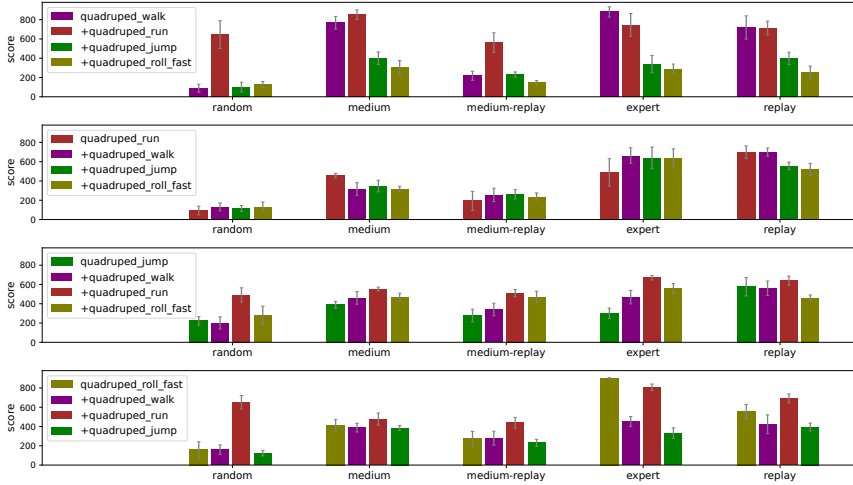 score
800
600
400
200
0
quadruped_walk
+quadruped_run
+quadruped_jump
+quadruped_roll_fast
random medium medium-replay expert replay
score
800
600
400
200
0
quadruped_run
+quadruped_walk
+quadruped_jump
+quadruped_roll_fast
random medium medium-replay expert replay
score
800
600
400
200
0
quadruped_jump
+quadruped_walk
+quadruped_run
+quadruped_roll_fast
random medium medium-replay expert replay
score
800
600
400
200
0
quadruped_roll_fast
+quadruped_walk
+quadruped_run
+quadruped_jump
random medium medium-replay expert replay